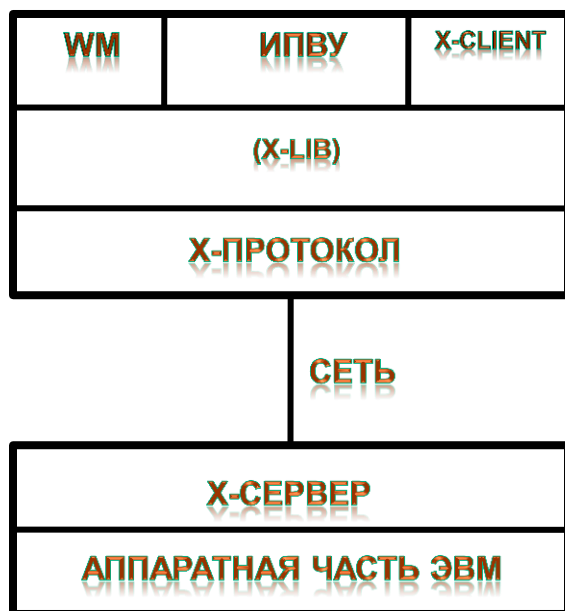 WM
ИПВУ
X-CLIENT
(X-LIB)
X-ПРОТОКОЛ
СЕТЬ
X-СЕРВЕР
АППАРАТНАЯ ЧАСТЬ ЭВМ